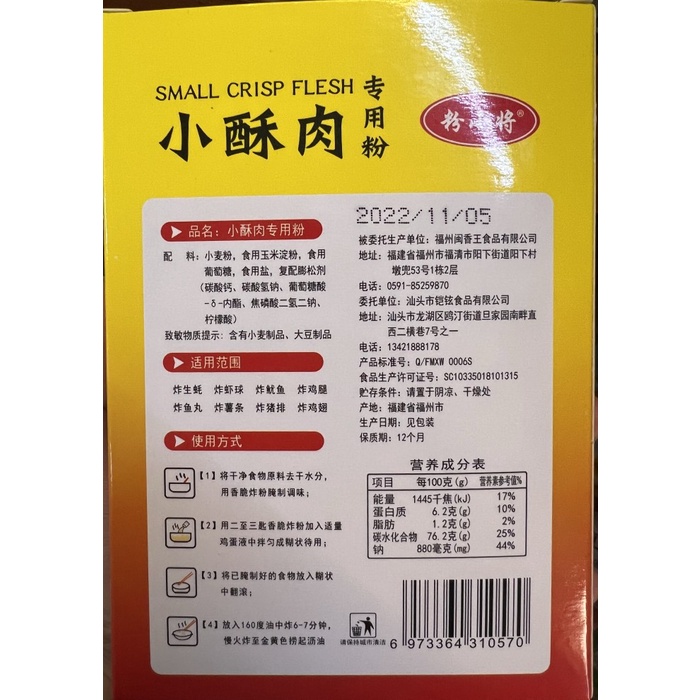 SMALL CRISP FLESH
小酥肉
专用粉
2022/11/05
品名：小酥肉专用粉
配　料：小麦粉，食用玉米淀粉，食用
葡萄糖，食用盐，复配膨松剂
（碳酸钙、碳酸氢钠、葡萄糖酸
-δ-内酯、焦磷酸二氢二钠、
柠檬酸）
致敏物质提示：含有小麦制品、大豆制品
适用范围
炸生蚝 炸虾球 炸鱿鱼 炸鸡腿
炸鱼丸 炸薯条 炸猪排 炸鸡翅
使用方式
【1】将干净食物原料去干水分，
用香脆炸粉腌制调味；
【2】用二至三匙香脆炸粉加入适量
鸡蛋液中拌匀成糊状待用；
【3】将已腌制好的食物放入糊状
中翻滚；
【4】放入160度油中炸6-7分钟，
慢火炸至金黄色捞起沥油
被委托生产单位：福州闽香王食品有限公司
地址：福建省福州市福清市阳下街道阳下村
墩兜53号1栋2层
电话：0591-85259870
委托单位：汕头市铠铉食品有限公司
地址：汕头市龙湖区鸥汀街道旦家园南畔直
西二横巷7号之一
电话：13421888178
产品标准号：Q/FMXW 0006S
食品生产许可证号：SC10335018101315
贮存条件：请置于阴凉、干燥处
产地：福建省福州市
生产日期：见包装
保质期：12个月
营养成分表
项目 每100克(g) 营养素参考值%
能量 1445千焦(kJ) 17%
蛋白质 6.2克(g) 10%
脂肪 1.2克(g) 2%
碳水化合物 76.2克(g) 25%
钠 880毫克(mg) 44%
请保持城市清洁
6 973364 310570